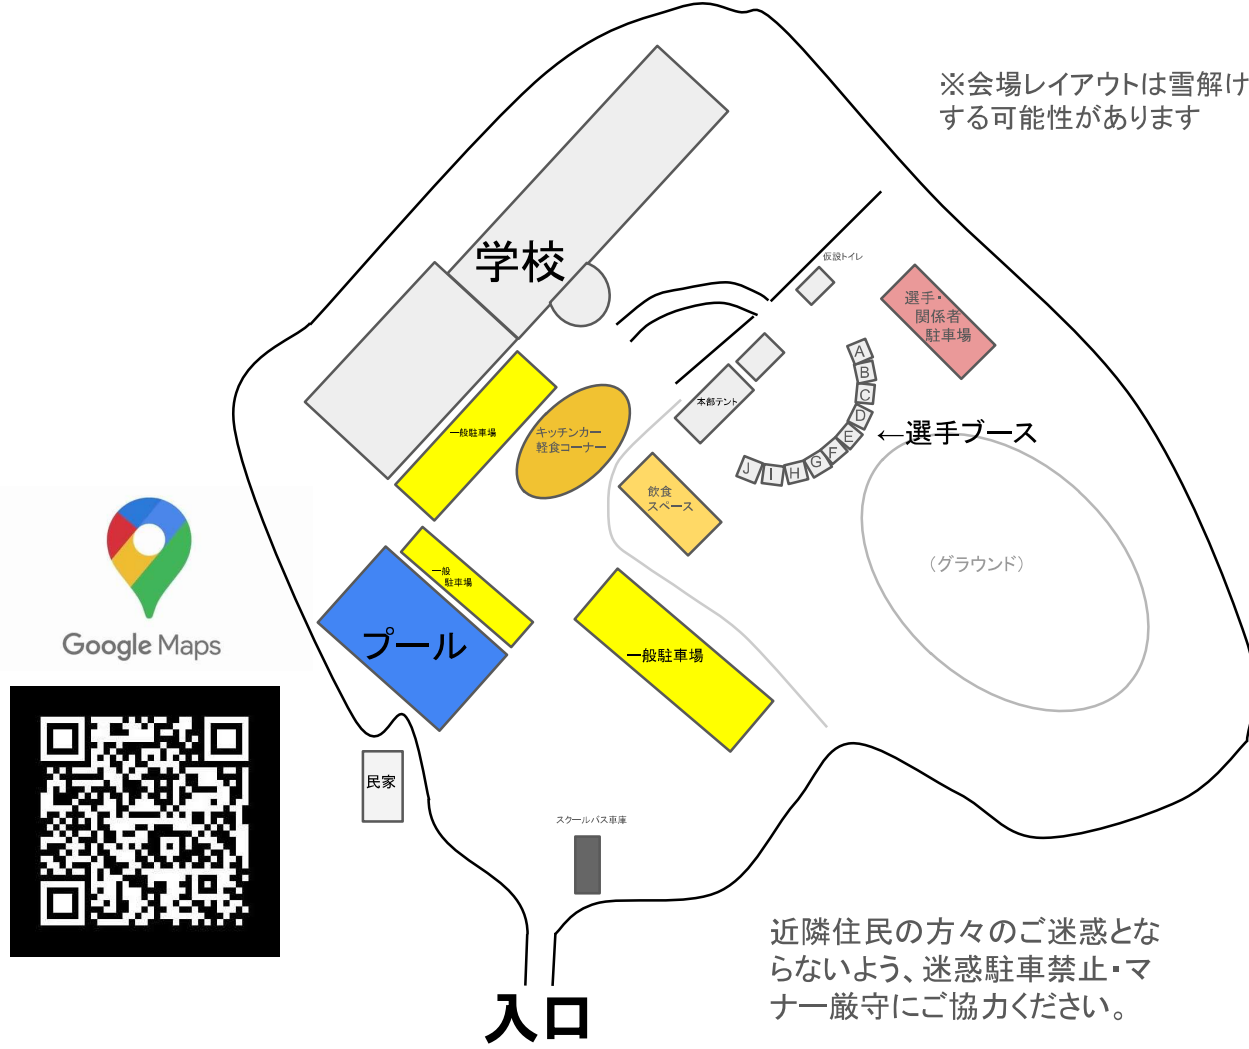 ※会場レイアウトは雪解け
する可能性があります
学校
仮設トイレ
選手・
関係者
駐車場
A
B
C
D
E
F
G
H
I
J
←選手ブース
本部テント
一般駐車場
キッチンカー
軽食コーナー
飲食
スペース
(グラウンド)
一般
駐車場
プール
一般駐車場
Google Maps
民家
スクールバス車庫
近隣住民の方々のご迷惑とな
らないよう、迷惑駐車禁止・マ
ナー厳守にご協力ください。
入口